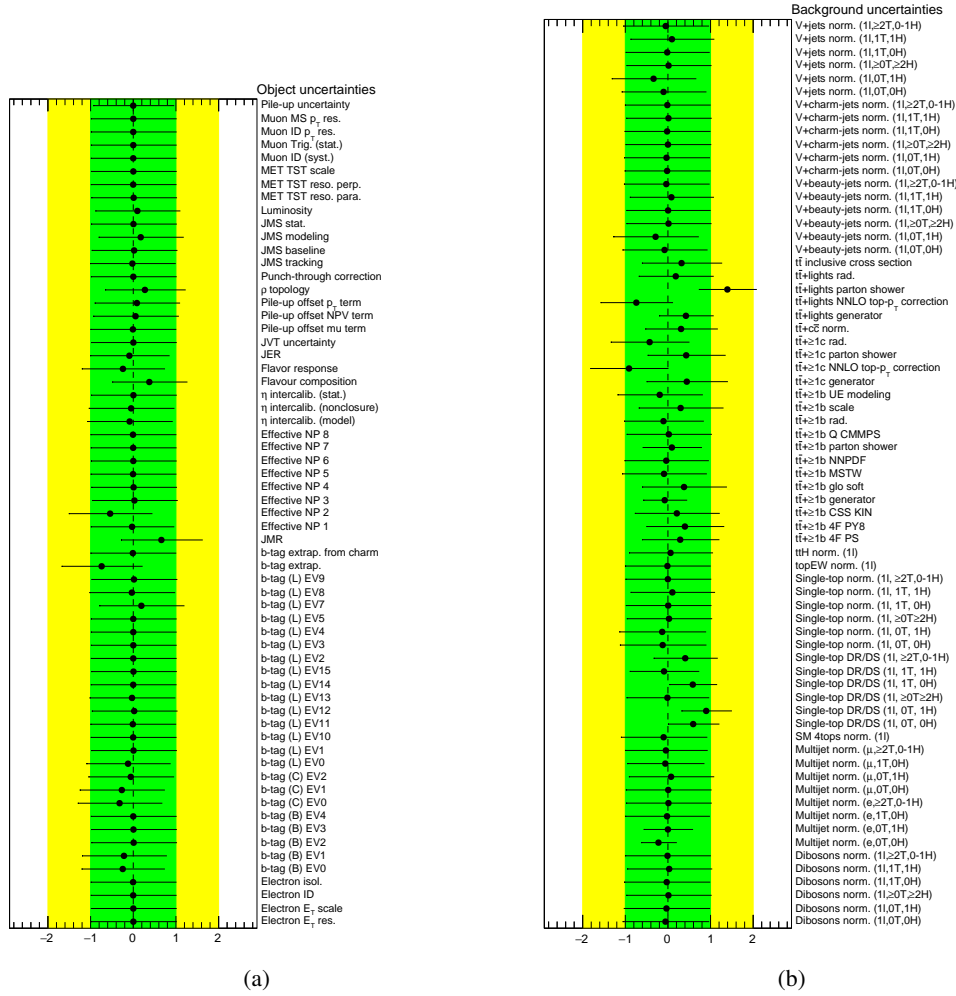 Object uncertainties
Pile-up uncertainty
Muon MS p_T res.
Muon ID p_T res.
Muon Trig. (stat.)
Muon ID (syst.)
MET TST scale
MET TST reso. perp.
MET TST reso. para.
Luminosity
JMS stat.
JMS modeling
JMS baseline
JMS tracking
Punch-through correction
ρ topology
Pile-up offset p_T term
Pile-up offset NPV term
Pile-up offset mu term
JVT uncertainty
JER
Flavor response
Flavour composition
η intercalib. (stat.)
η intercalib. (nonclosure)
η intercalib. (model)
Effective NP 8
Effective NP 7
Effective NP 6
Effective NP 5
Effective NP 4
Effective NP 3
Effective NP 2
Effective NP 1
JMR
b-tag extrap. from charm
b-tag extrap.
b-tag (L) EV9
b-tag (L) EV8
b-tag (L) EV7
b-tag (L) EV5
b-tag (L) EV4
b-tag (L) EV3
b-tag (L) EV2
b-tag (L) EV15
b-tag (L) EV14
b-tag (L) EV13
b-tag (L) EV12
b-tag (L) EV11
b-tag (L) EV10
b-tag (L) EV1
b-tag (L) EV0
b-tag (C) EV2
b-tag (C) EV1
b-tag (C) EV0
b-tag (B) EV4
b-tag (B) EV3
b-tag (B) EV2
b-tag (B) EV1
b-tag (B) EV0
Electron isol.
Electron ID
Electron E_T scale
Electron E_T res.
−2 −1 0 1 2
(a)
Background uncertainties
V+jets norm. (1l,≥2T,0-1H)
V+jets norm. (1l,1T,1H)
V+jets norm. (1l,1T,0H)
V+jets norm. (1l,≥0T,≥2H)
V+jets norm. (1l,0T,1H)
V+jets norm. (1l,0T,0H)
V+charm-jets norm. (1l,≥2T,0-1H)
V+charm-jets norm. (1l,1T,1H)
V+charm-jets norm. (1l,1T,0H)
V+charm-jets norm. (1l,≥0T,≥2H)
V+charm-jets norm. (1l,0T,1H)
V+charm-jets norm. (1l,0T,0H)
V+beauty-jets norm. (1l,≥2T,0-1H)
V+beauty-jets norm. (1l,1T,1H)
V+beauty-jets norm. (1l,1T,0H)
V+beauty-jets norm. (1l,≥0T,≥2H)
V+beauty-jets norm. (1l,0T,1H)
V+beauty-jets norm. (1l,0T,0H)
tt̄ inclusive cross section
tt̄+lights rad.
tt̄+lights parton shower
tt̄+lights NNLO top-p_T correction
tt̄+lights generator
tt̄+cc̄ norm.
tt̄+≥1c rad.
tt̄+≥1c parton shower
tt̄+≥1c NNLO top-p_T correction
tt̄+≥1c generator
tt̄+≥1b UE modeling
tt̄+≥1b scale
tt̄+≥1b rad.
tt̄+≥1b Q CMMPS
tt̄+≥1b parton shower
tt̄+≥1b NNPDF
tt̄+≥1b MSTW
tt̄+≥1b glo soft
tt̄+≥1b generator
tt̄+≥1b CSS KIN
tt̄+≥1b 4F PY8
tt̄+≥1b 4F PS
ttH norm. (1l)
topEW norm. (1l)
Single-top norm. (1l, ≥2T,0-1H)
Single-top norm. (1l, 1T, 1H)
Single-top norm. (1l, 1T, 0H)
Single-top norm. (1l, ≥0T≥2H)
Single-top norm. (1l, 0T, 1H)
Single-top norm. (1l, 0T, 0H)
Single-top DR/DS (1l, ≥2T,0-1H)
Single-top DR/DS (1l, 1T, 1H)
Single-top DR/DS (1l, 1T, 0H)
Single-top DR/DS (1l, ≥0T≥2H)
Single-top DR/DS (1l, 0T, 1H)
Single-top DR/DS (1l, 0T, 0H)
SM 4tops norm. (1l)
Multijet norm. (μ,≥2T,0-1H)
Multijet norm. (μ,1T,0H)
Multijet norm. (μ,0T,1H)
Multijet norm. (μ,0T,0H)
Multijet norm. (e,≥2T,0-1H)
Multijet norm. (e,1T,0H)
Multijet norm. (e,0T,1H)
Multijet norm. (e,0T,0H)
Dibosons norm. (1l,≥2T,0-1H)
Dibosons norm. (1l,1T,1H)
Dibosons norm. (1l,1T,0H)
Dibosons norm. (1l,≥0T,≥2H)
Dibosons norm. (1l,0T,1H)
Dibosons norm. (1l,0T,0H)
−2 −1 0 1 2
(b)